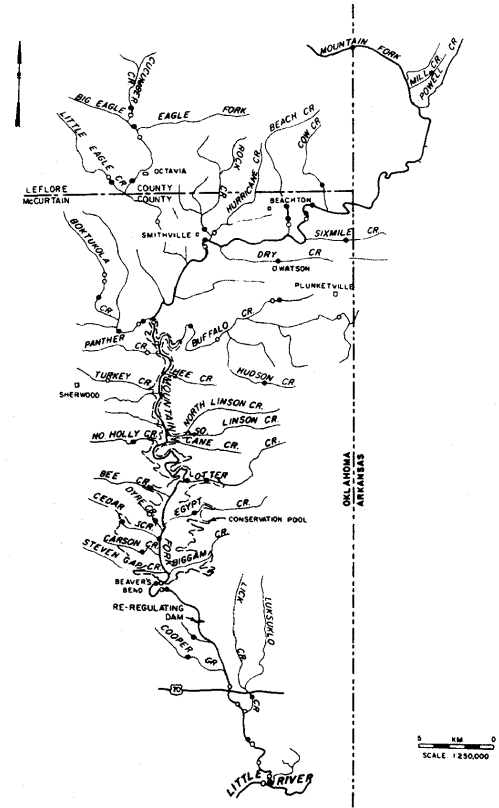 MOUNTAIN FORK
MILL CR.
POWELL CR
CUCUMBER CR.
BIG EAGLE
EAGLE FORK
LITTLE EAGLE CR
OCTAVIA
ROCK CR
HURRICANE CR.
BEACH CR.
COW CR.
LEFLORE COUNTY
McCURTAIN COUNTY
BEACHTON
SMITHVILLE
SIXMILE CR.
DRY CR
WATSON
BOKTUKOLA CR
PLUNKETVILLE
PANTHER CR.
BUFFALO CR.
TURKEY CR.
HEE CR.
HUDSON CR.
SHERWOOD
MOUNTAIN
NORTH LINSON CR.
SO. LINSON CR.
NO HOLLY CR.
CANE CR.
OTTER CR.
BEE CR.
DYRE CR.
EGYPT CR.
CEDAR CR.
CONSERVATION POOL
CARSON CR.
FORK
STEVEN GAP CR.
BIGGAM CR.
BEAVER'S
BEND
OKLAHOMA
ARKANSAS
RE-REGULATING
DAM
LICK CR
LUKSUKLO CR
COOPER CR
70
5 KM 0
SCALE 1:250,000
LITTLE RIVER